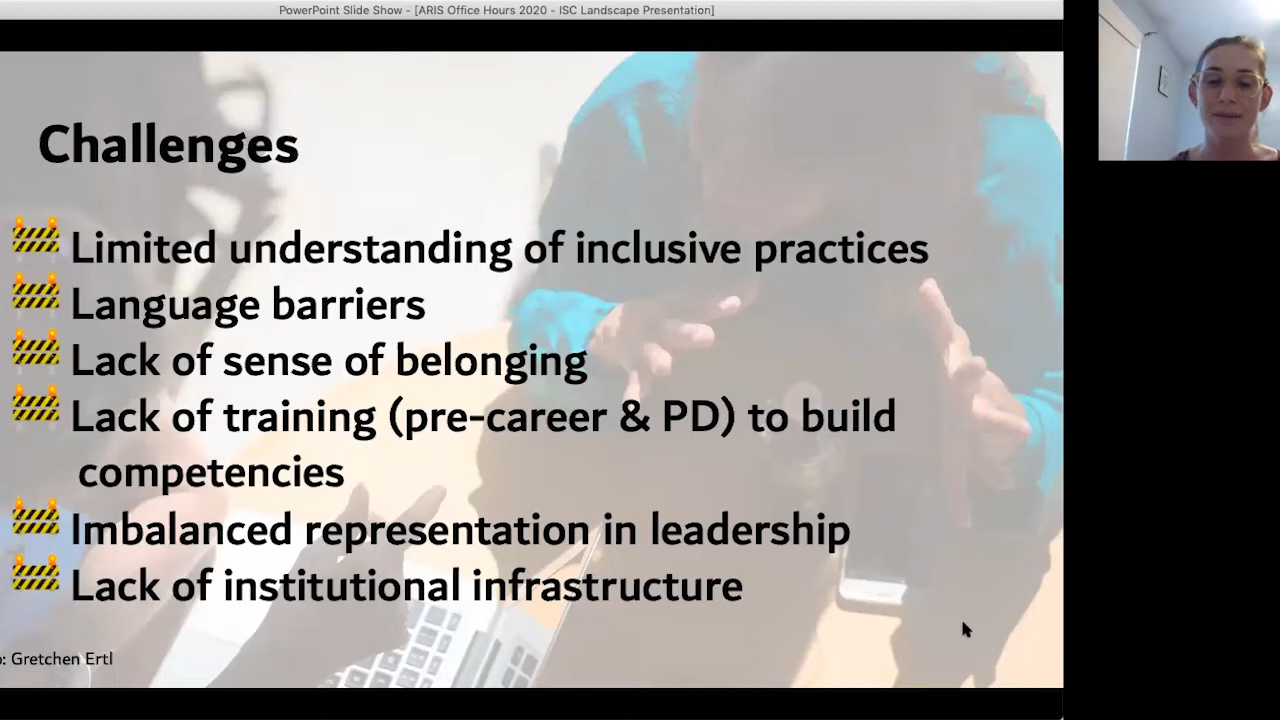 PowerPoint Slide Show - [ARIS Office Hours 2020 - ISC Landscape Presentation]
Challenges
Limited understanding of inclusive practices
Language barriers
Lack of sense of belonging
Lack of training (pre-career & PD) to build
competencies
Imbalanced representation in leadership
Lack of institutional infrastructure
: Gretchen Ertl